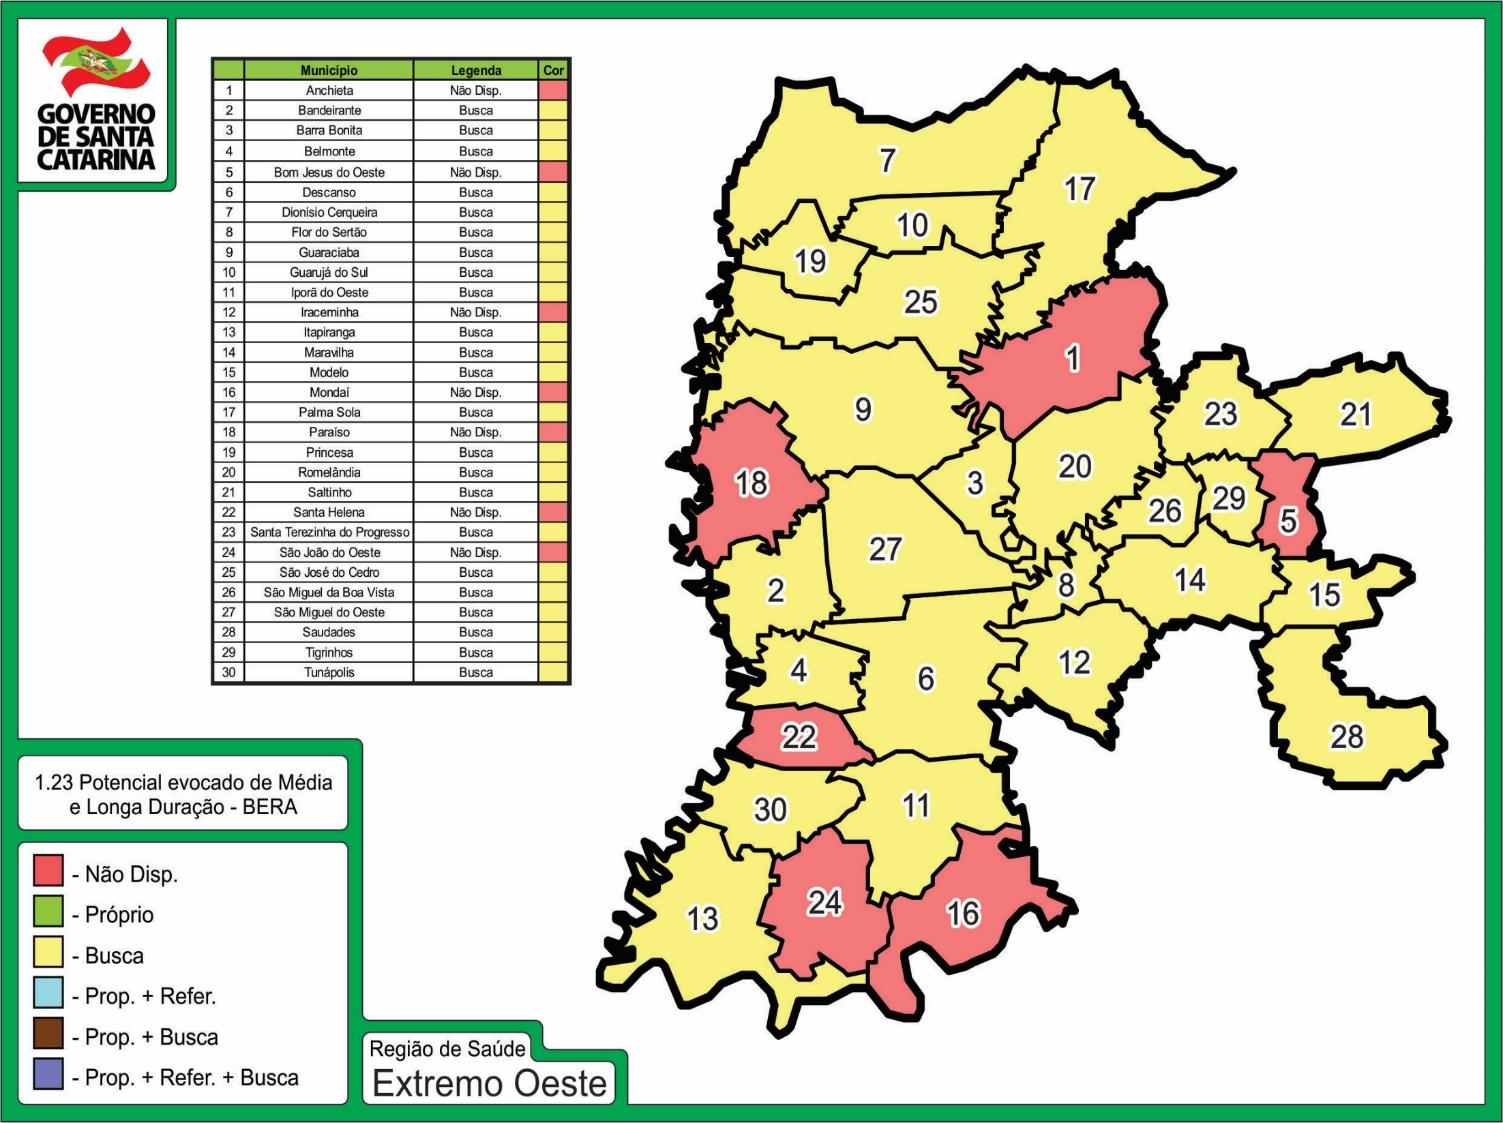 GOVERNO
DE SANTA
CATARINA
Município Legenda Cor
1 Anchieta Não Disp.
2 Bandeirante Busca
3 Barra Bonita Busca
4 Belmonte Busca
5 Bom Jesus do Oeste Não Disp.
6 Descanso Busca
7 Dionísio Cerqueira Busca
8 Flor do Sertão Busca
9 Guaraciaba Busca
10 Guarujá do Sul Busca
11 Iporã do Oeste Busca
12 Iraceminha Não Disp.
13 Itapiranga Busca
14 Maravilha Busca
15 Modelo Busca
16 Mondaí Não Disp.
17 Palma Sola Busca
18 Paraíso Não Disp.
19 Princesa Busca
20 Romelândia Busca
21 Saltinho Busca
22 Santa Helena Não Disp.
23 Santa Terezinha do Progresso Busca
24 São João do Oeste Não Disp.
25 São José do Cedro Busca
26 São Miguel da Boa Vista Busca
27 São Miguel do Oeste Busca
28 Saudades Busca
29 Tigrinhos Busca
30 Tunápolis Busca
7
17
10
19
25
1
9
23
21
18
3
20
26
29
5
27
2
8
14
15
4
6
12
22
28
30
11
13
24
16
1.23 Potencial evocado de Média
e Longa Duração - BERA
- Não Disp.
- Próprio
- Busca
- Prop. + Refer.
- Prop. + Busca
- Prop. + Refer. + Busca
Região de Saúde
Extremo Oeste